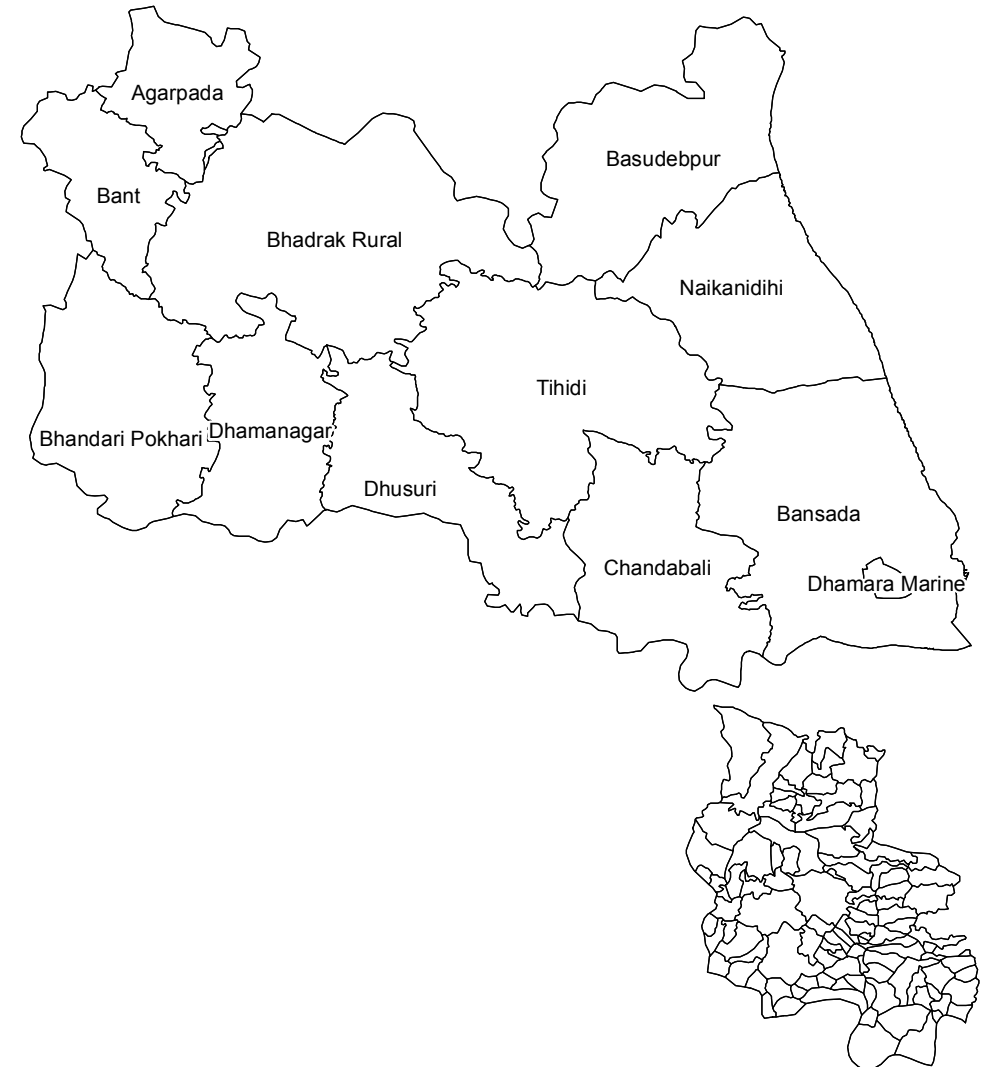 Agarpada
Basudebpur
Bant
Bhadrak Rural
Naikanidihi
Tihidi
Bhandari Pokhari
Dhamanagar
Dhusuri
Bansada
Chandabali
Dhamara Marine